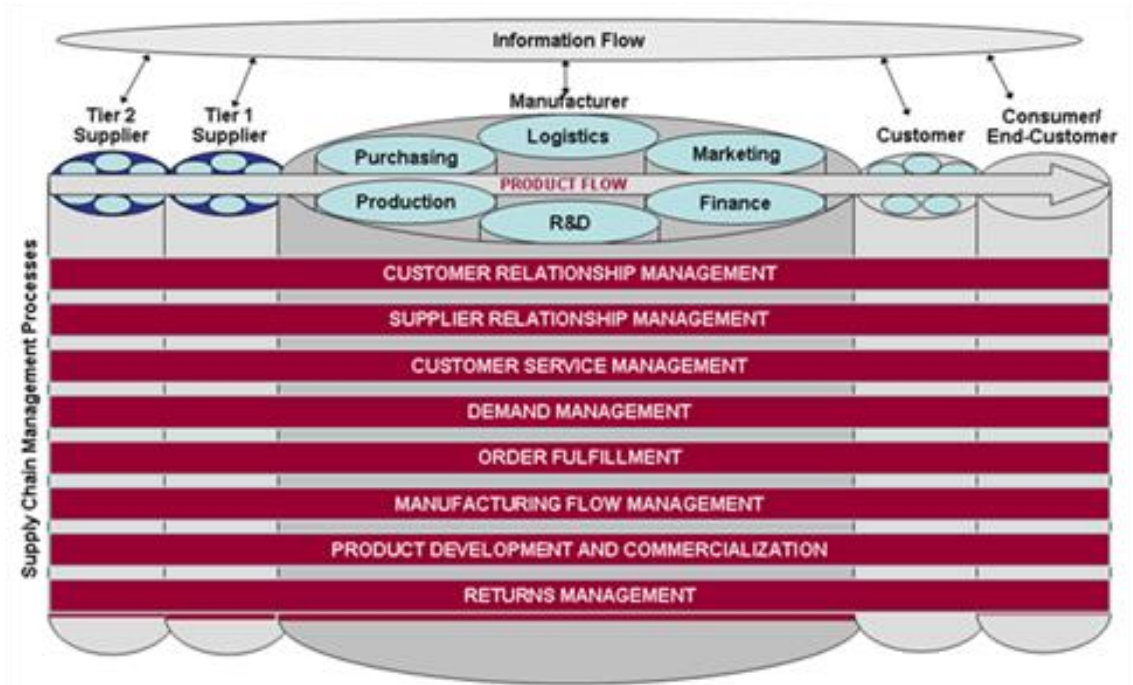 Information Flow
Tier 2
Supplier
Tier 1
Supplier
Manufacturer
Customer
Consumer/
End-Customer
Logistics
Purchasing
Marketing
PRODUCT FLOW
Production
Finance
R&D
Supply Chain Management Processes
CUSTOMER RELATIONSHIP MANAGEMENT
SUPPLIER RELATIONSHIP MANAGEMENT
CUSTOMER SERVICE MANAGEMENT
DEMAND MANAGEMENT
ORDER FULFILLMENT
MANUFACTURING FLOW MANAGEMENT
PRODUCT DEVELOPMENT AND COMMERCIALIZATION
RETURNS MANAGEMENT